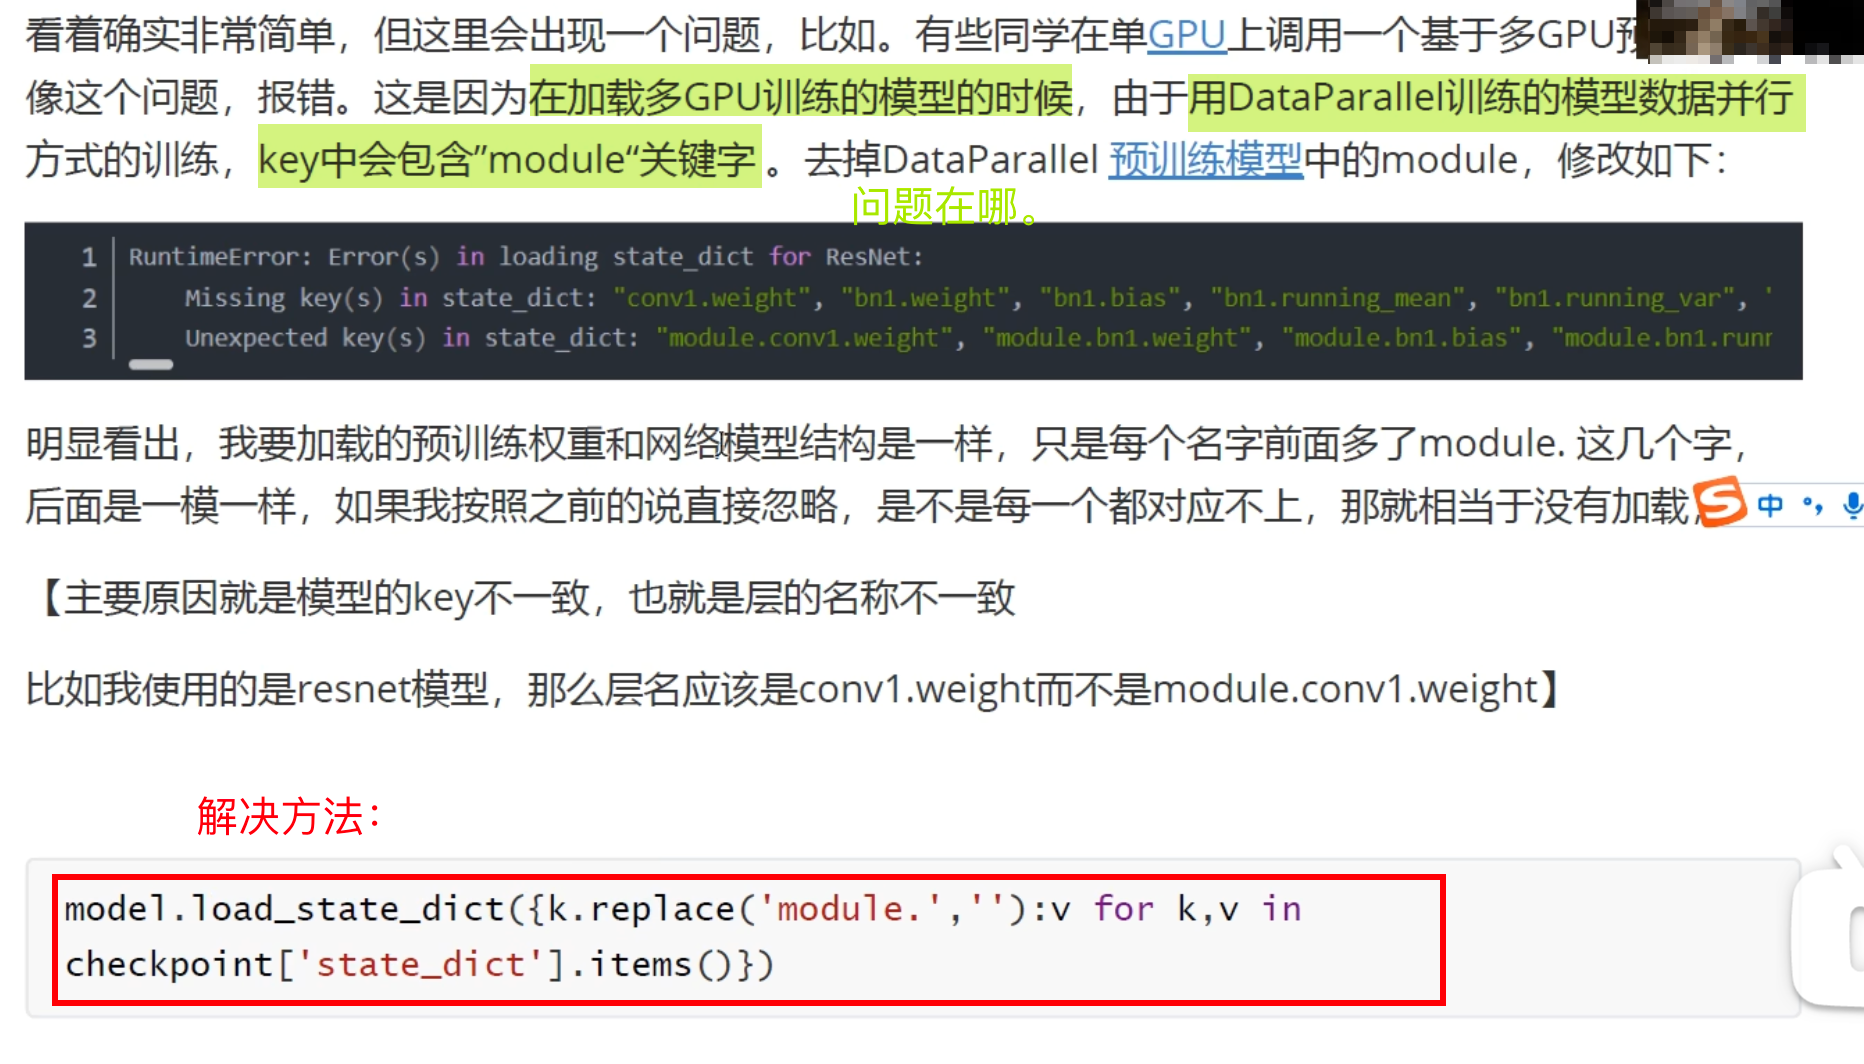 看着确实非常简单，但这里会出现一个问题，比如。有些同学在单GPU上调用一个基于多GPU预
像这个问题，报错。这是因为在加载多GPU训练的模型的时候，由于用DataParallel训练的模型数据并行
方式的训练，key中会包含”module“关键字 。去掉DataParallel 预训练模型中的module，修改如下：
问题在哪。
1 RuntimeError: Error(s) in loading state_dict for ResNet:
2 Missing key(s) in state_dict: "conv1.weight", "bn1.weight", "bn1.bias", "bn1.running_mean", "bn1.running_var", '
3 Unexpected key(s) in state_dict: "module.conv1.weight", "module.bn1.weight", "module.bn1.bias", "module.bn1.runr
明显看出，我要加载的预训练权重和网络模型结构是一样，只是每个名字前面多了module. 这几个字，
后面是一模一样，如果我按照之前的说直接忽略，是不是每一个都对应不上，那就相当于没有加载，
S 中 °,
【主要原因就是模型的key不一致，也就是层的名称不一致
比如我使用的是resnet模型，那么层名应该是conv1.weight而不是module.conv1.weight】
解决方法：
model.load_state_dict({k.replace('module.',''):v for k,v in
checkpoint['state_dict'].items()})